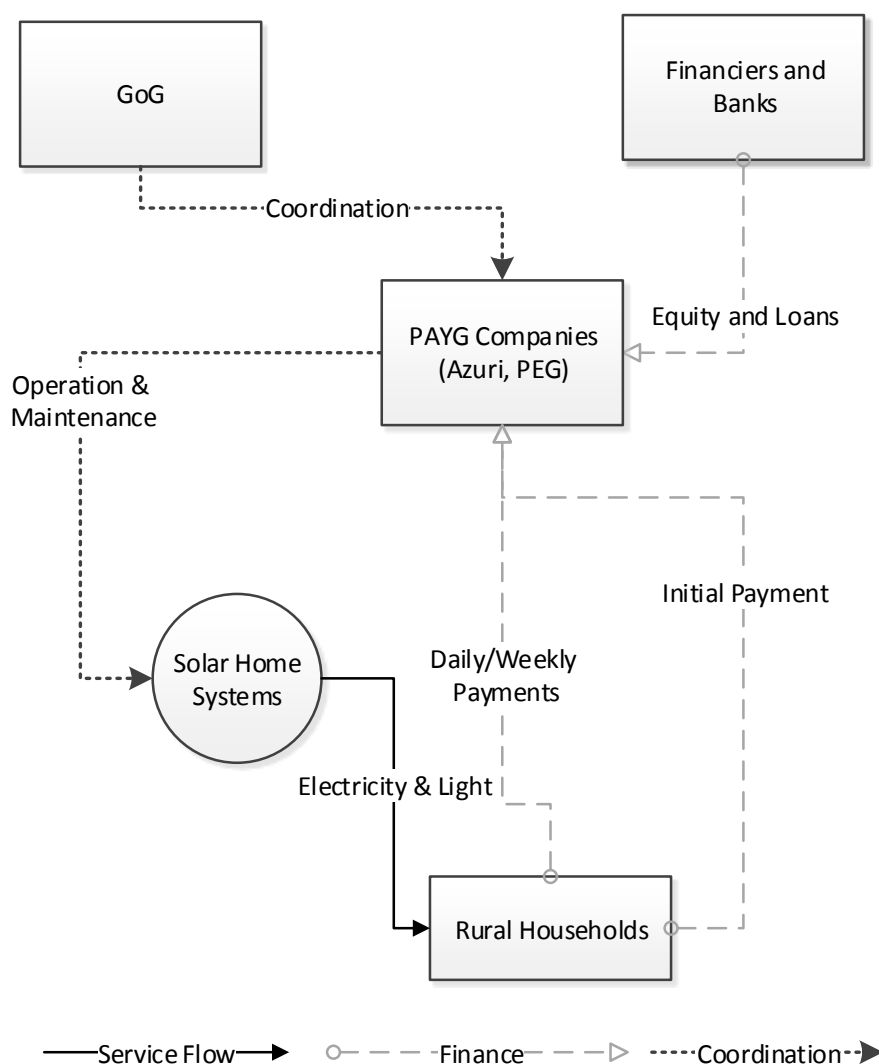 GoG
Financiers and
Banks
Coordination
Equity and Loans
PAYG Companies
(Azuri, PEG)
Operation &
Maintenance
Initial Payment
Solar Home
Systems
Daily/Weekly
Payments
Electricity & Light
Rural Households
Service Flow
Finance
Coordination